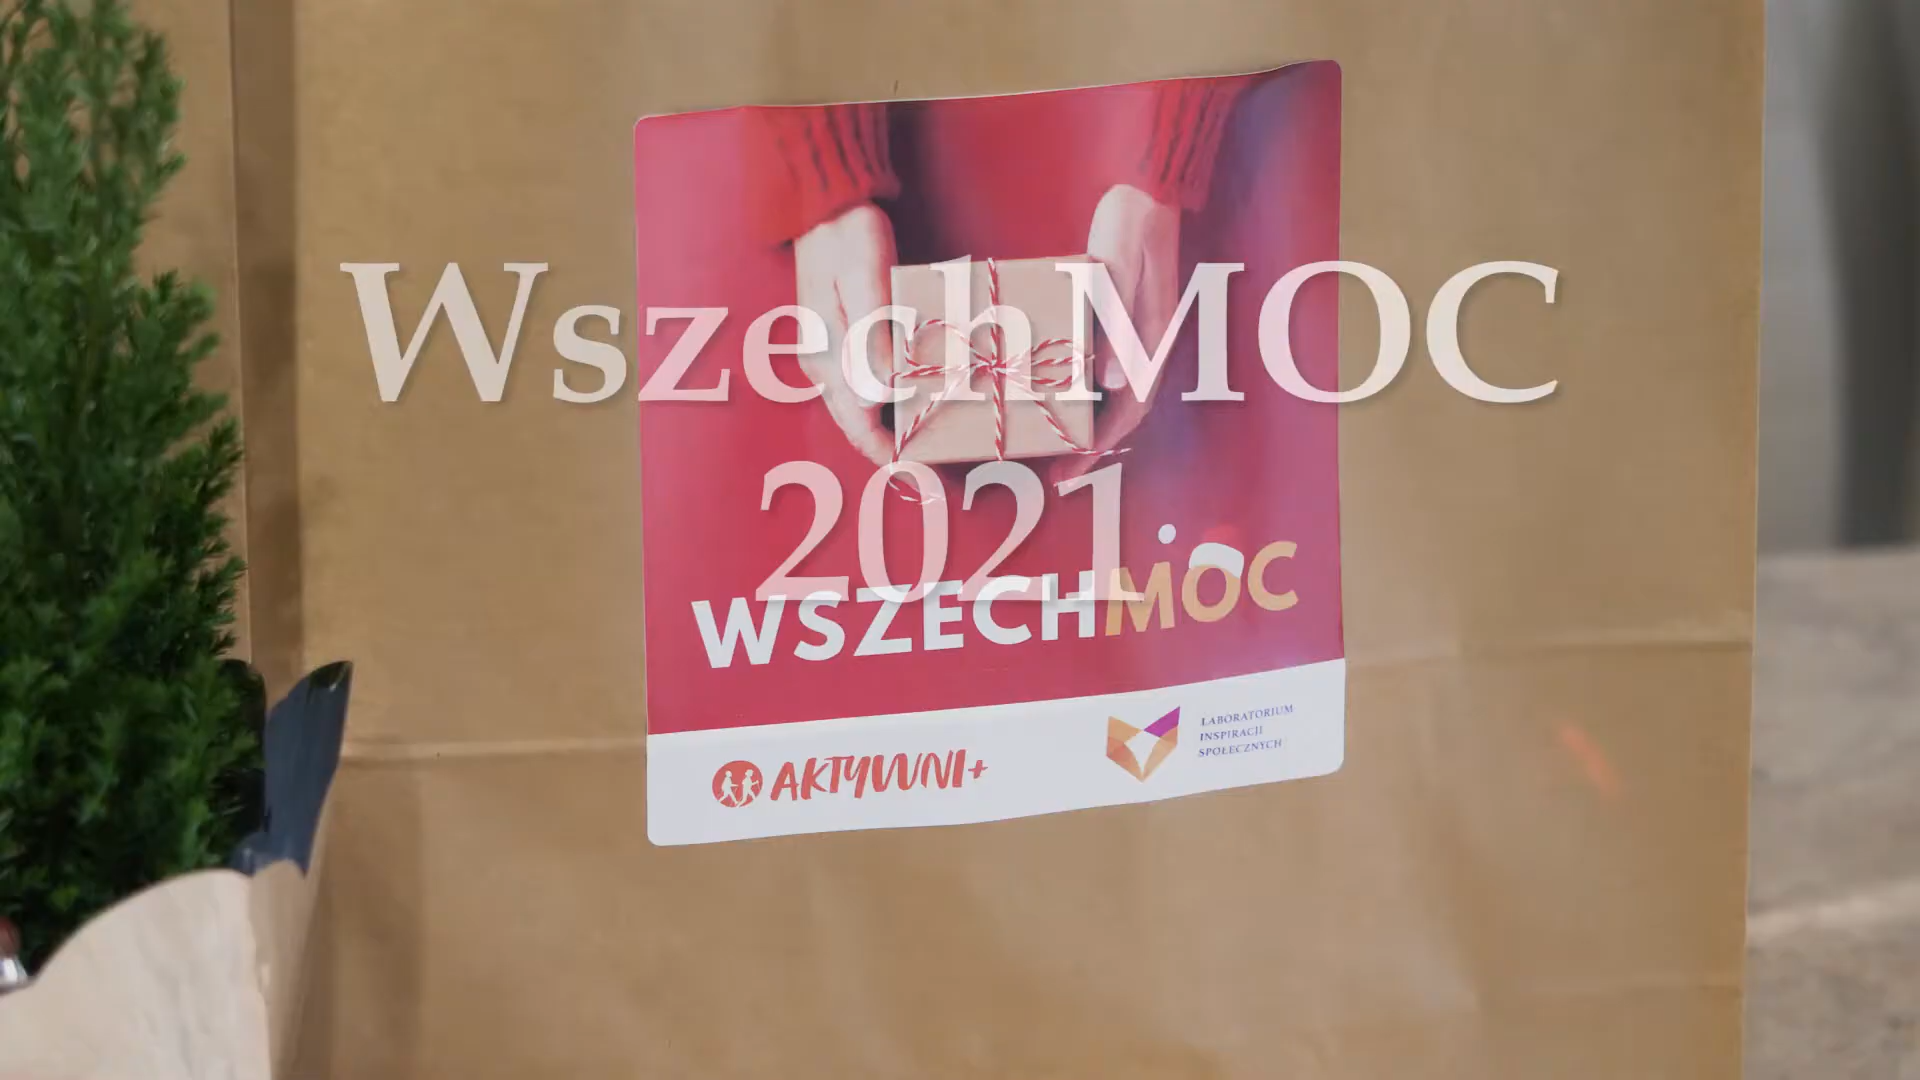 WszechMOC
2021
WSZECHMOC
AKTYWNI+
LABORATORIUM
INSPIRACJI
SPOŁECZNYCH